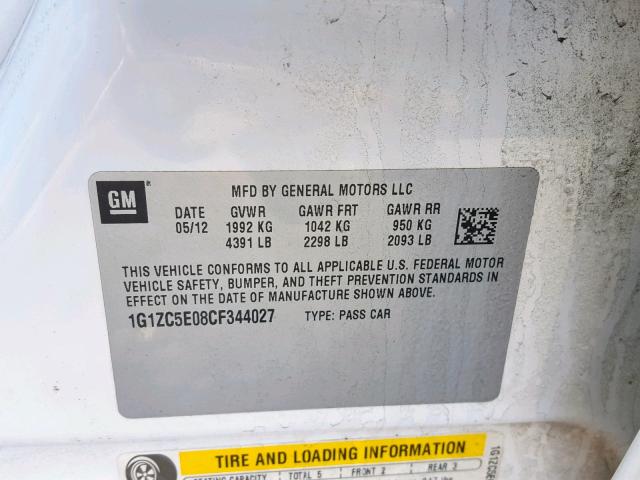 GM
MFD BY GENERAL MOTORS LLC
DATE GVWR GAWR FRT GAWR RR
05/12 1992 KG 1042 KG 950 KG
4391 LB 2298 LB 2093 LB
THIS VEHICLE CONFORMS TO ALL APPLICABLE U.S. FEDERAL MOTOR
VEHICLE SAFETY, BUMPER, AND THEFT PREVENTION STANDARDS IN
EFFECT ON THE DATE OF MANUFACTURE SHOWN ABOVE.
1G1ZC5E08CF344027 TYPE: PASS CAR
TIRE AND LOADING INFORMATION
SEATING CAPACITY TOTAL 5 FRONT 2 REAR 3
1G1ZC5E